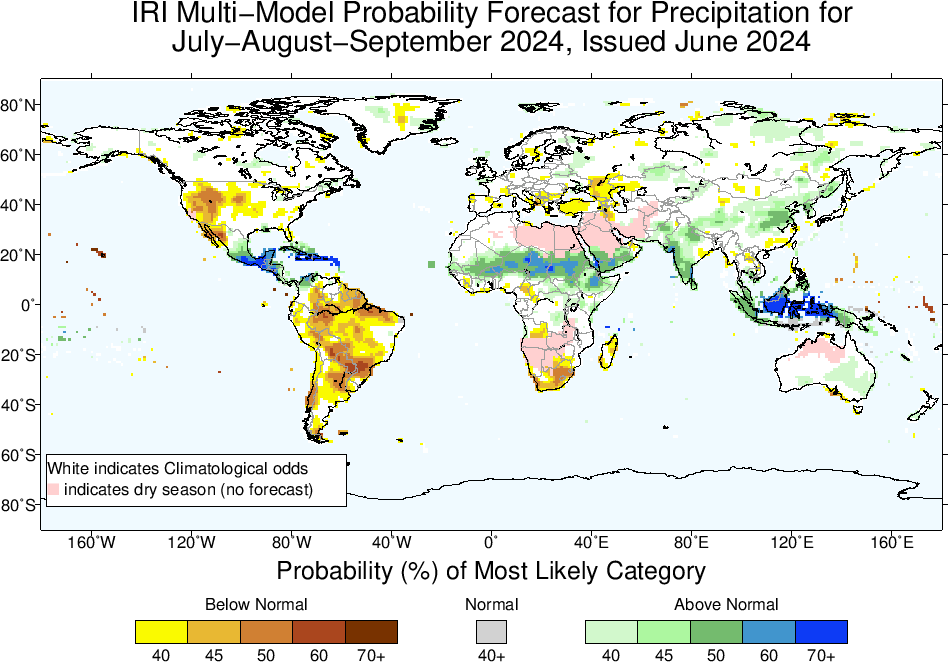 IRI Multi−Model Probability Forecast for Precipitation for
July−August−September 2024, Issued June 2024
80˚N
60˚N
40˚N
20˚N
0˚
20˚S
40˚S
60˚S
80˚S
White indicates Climatological odds
indicates dry season (no forecast)
160˚W 120˚W 80˚W 40˚W 0˚ 40˚E 80˚E 120˚E 160˚E
Probability (%) of Most Likely Category
Below Normal Normal Above Normal
40 45 50 60 70+ 40+ 40 45 50 60 70+